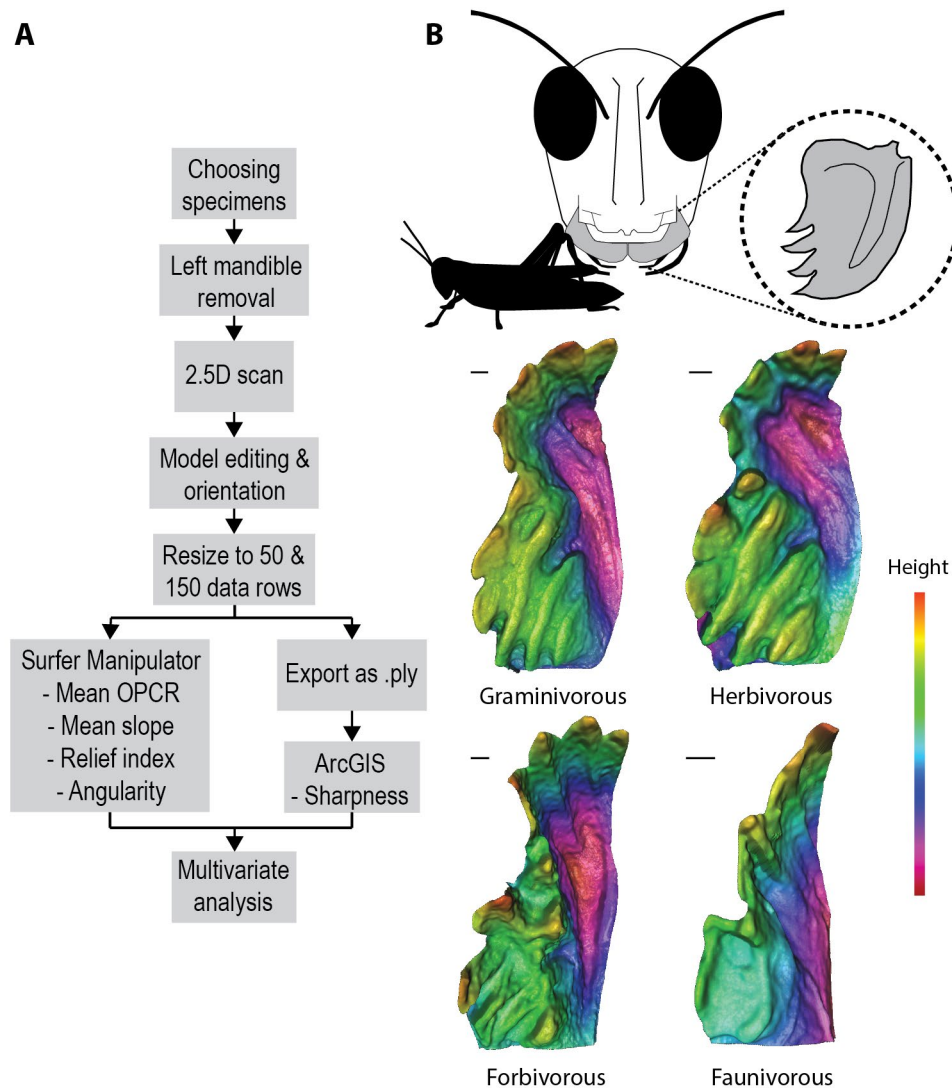 A
Choosing
specimens
Left mandible
removal
2.5D scan
Model editing &
orientation
Resize to 50 &
150 data rows
Surfer Manipulator
- Mean OPCR
- Mean slope
- Relief index
- Angularity
Export as .ply
ArcGIS
- Sharpness
Multivariate
analysis
B
Height
Graminivorous
Herbivorous
Forbivorous
Faunivorous